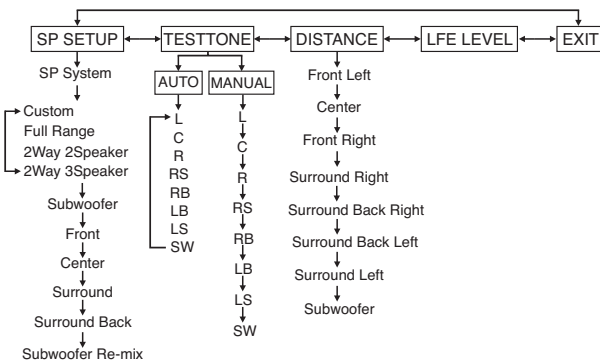 SP SETUP TESTTONE DISTANCE LFE LEVEL EXIT
SP System
Custom
Full Range
2Way 2Speaker
2Way 3Speaker
Subwoofer
Front
Center
Surround
Surround Back
Subwoofer Re-mix
AUTO
L
C
R
RS
RB
LB
LS
SW
MANUAL
L
C
R
RS
RB
LB
LS
SW
Front Left
Center
Front Right
Surround Right
Surround Back Right
Surround Back Left
Surround Left
Subwoofer